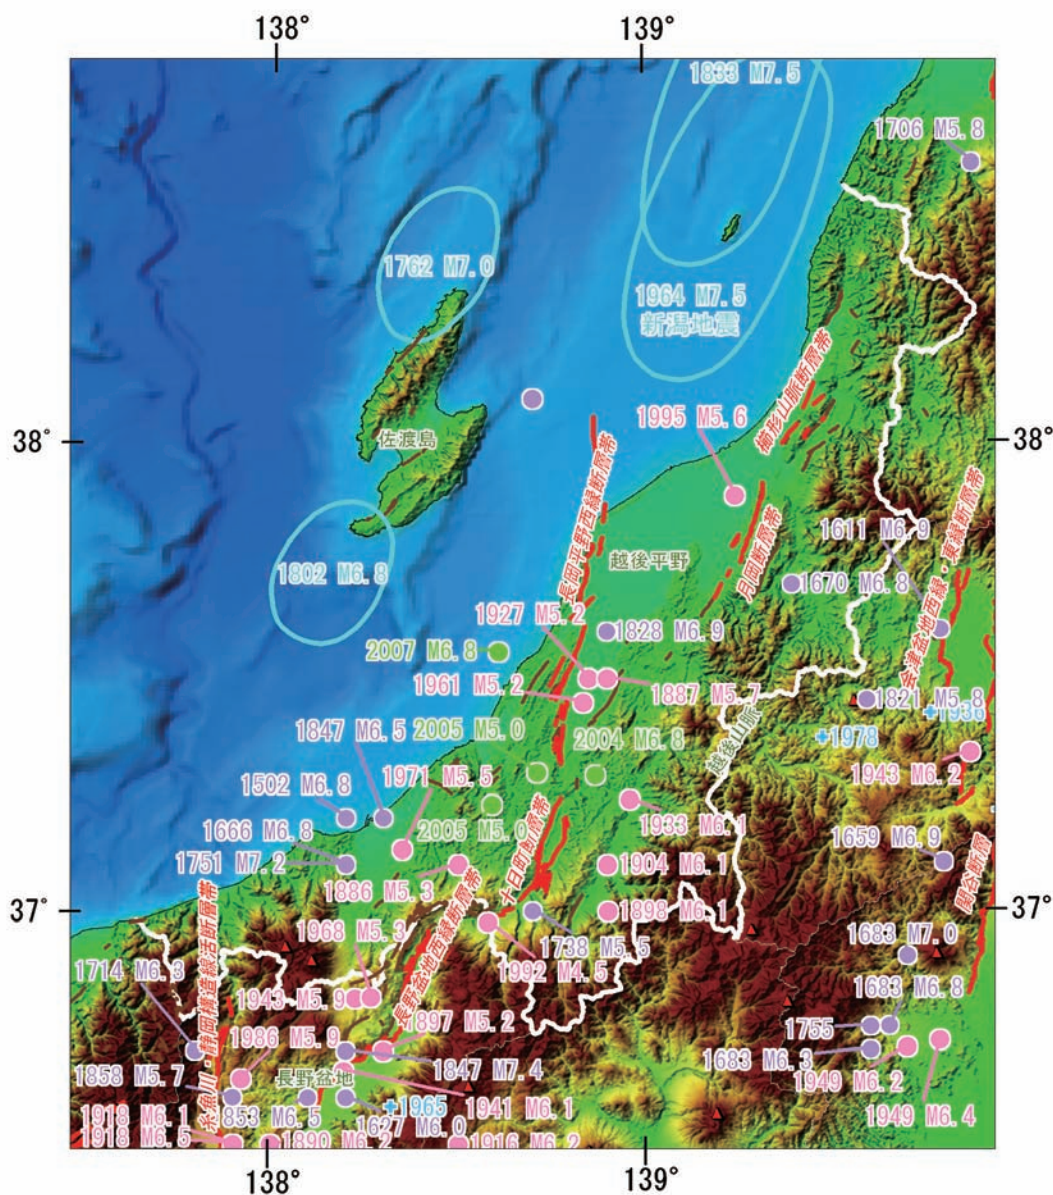 138°
139°
1833 M7.5
1706 M5.8
1762 M7.0
1964 M7.5
新潟地震
櫛形山脈断層帯
1995 M5.6
38°
38°
佐渡島
長岡平野西縁断層帯
月岡断層帯
会津盆地西縁・東縁断層帯
1611 M6.9
越後平野
1802 M6.8
1670 M6.8
1927 M5.2
1828 M6.9
2007 M6.8
1961 M5.2
1887 M5.7
1821 M5.8
+1936
越後山脈
1847 M6.5
2005 M5.0
2004 M6.8
+1978
1971 M5.5
1943 M6.2
1502 M6.8
1933 M6.1
1666 M6.8
2005 M5.0
1659 M6.9
1751 M7.2
十日町断層帯
1904 M6.1
関谷断層
1886 M5.3
37°
37°
1898 M6.1
糸魚川・静岡構造線活断層帯
長野盆地西縁断層帯
1968 M5.3
1738 M5.5
1683 M7.0
1714 M6.3
1992 M4.5
1943 M5.9
1683 M6.8
1897 M5.2
1986 M5.9
1755
1683 M6.3
1847 M7.4
1949 M6.2
長野盆地
1858 M5.7
1941 M6.1
+1965
1949 M6.4
1918 M6.1
853 M6.5
1627 M6.0
1918 M6.5
1890 M6.2
1916 M6.2
138°
139°